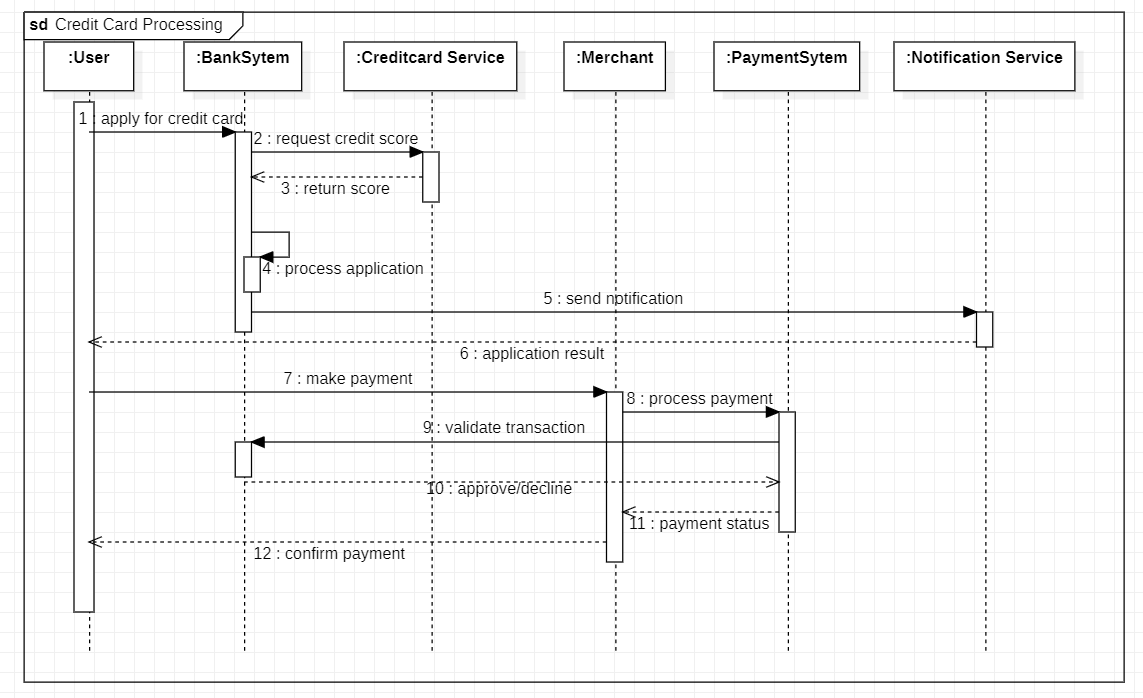 sd Credit Card Processing
:User
:BankSytem
:Creditcard Service
:Merchant
:PaymentSytem
:Notification Service
1 : apply for credit card
2 : request credit score
3 : return score
4 : process application
5 : send notification
6 : application result
7 : make payment
8 : process payment
9 : validate transaction
10 : approve/decline
11 : payment status
12 : confirm payment